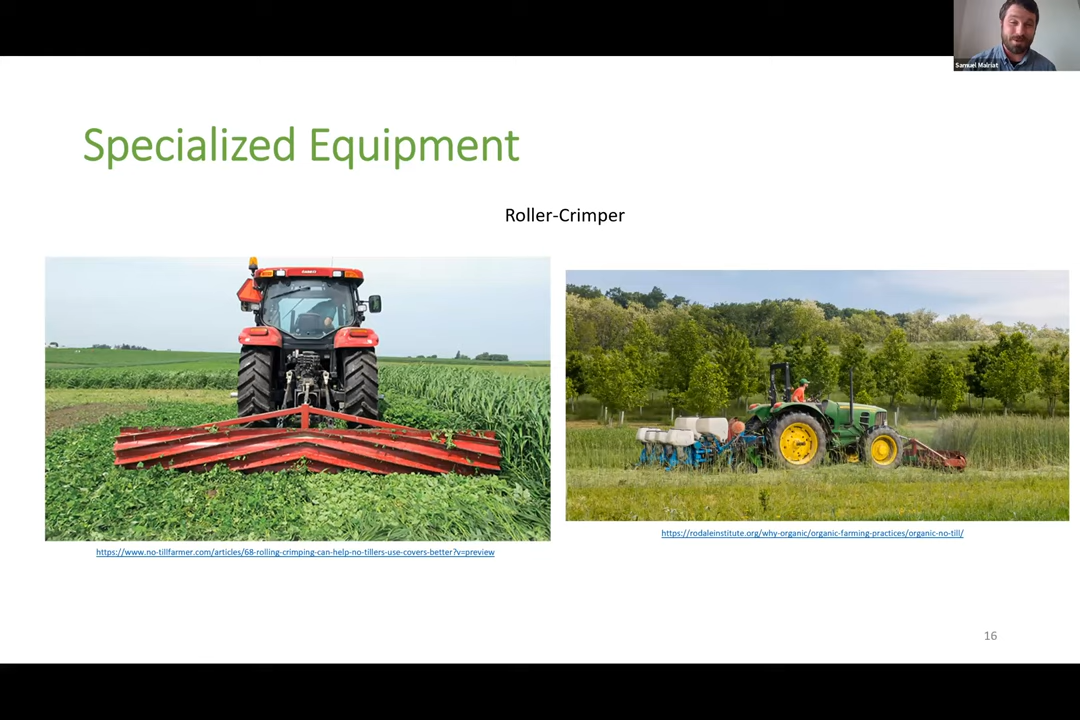 Samuel Malriat
Specialized Equipment
Roller-Crimper
https://www.no-tillfarmer.com/articles/68-rolling-crimping-can-help-no-tillers-use-covers-better?v=preview
https://rodaleinstitute.org/why-organic/organic-farming-practices/organic-no-till/
16